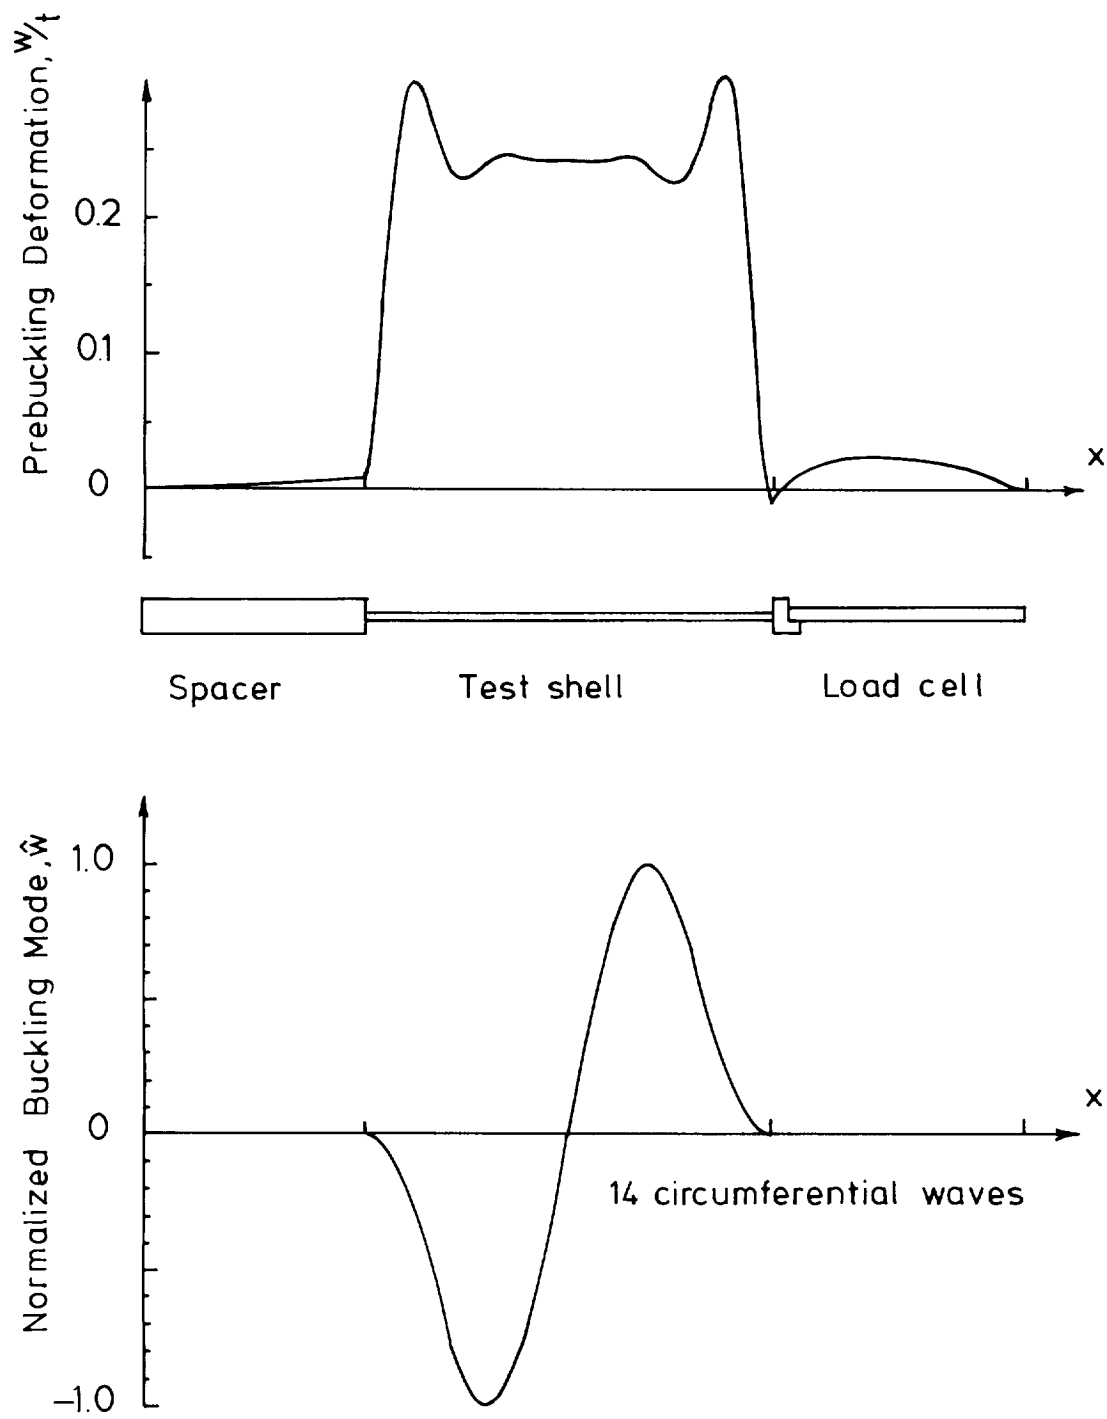 Prebuckling Deformation, w/t
0.2
0.1
0
x
Spacer
Test shell
Load cell
Normalized Buckling Mode, ŵ
1.0
0
-1.0
x
14 circumferential waves